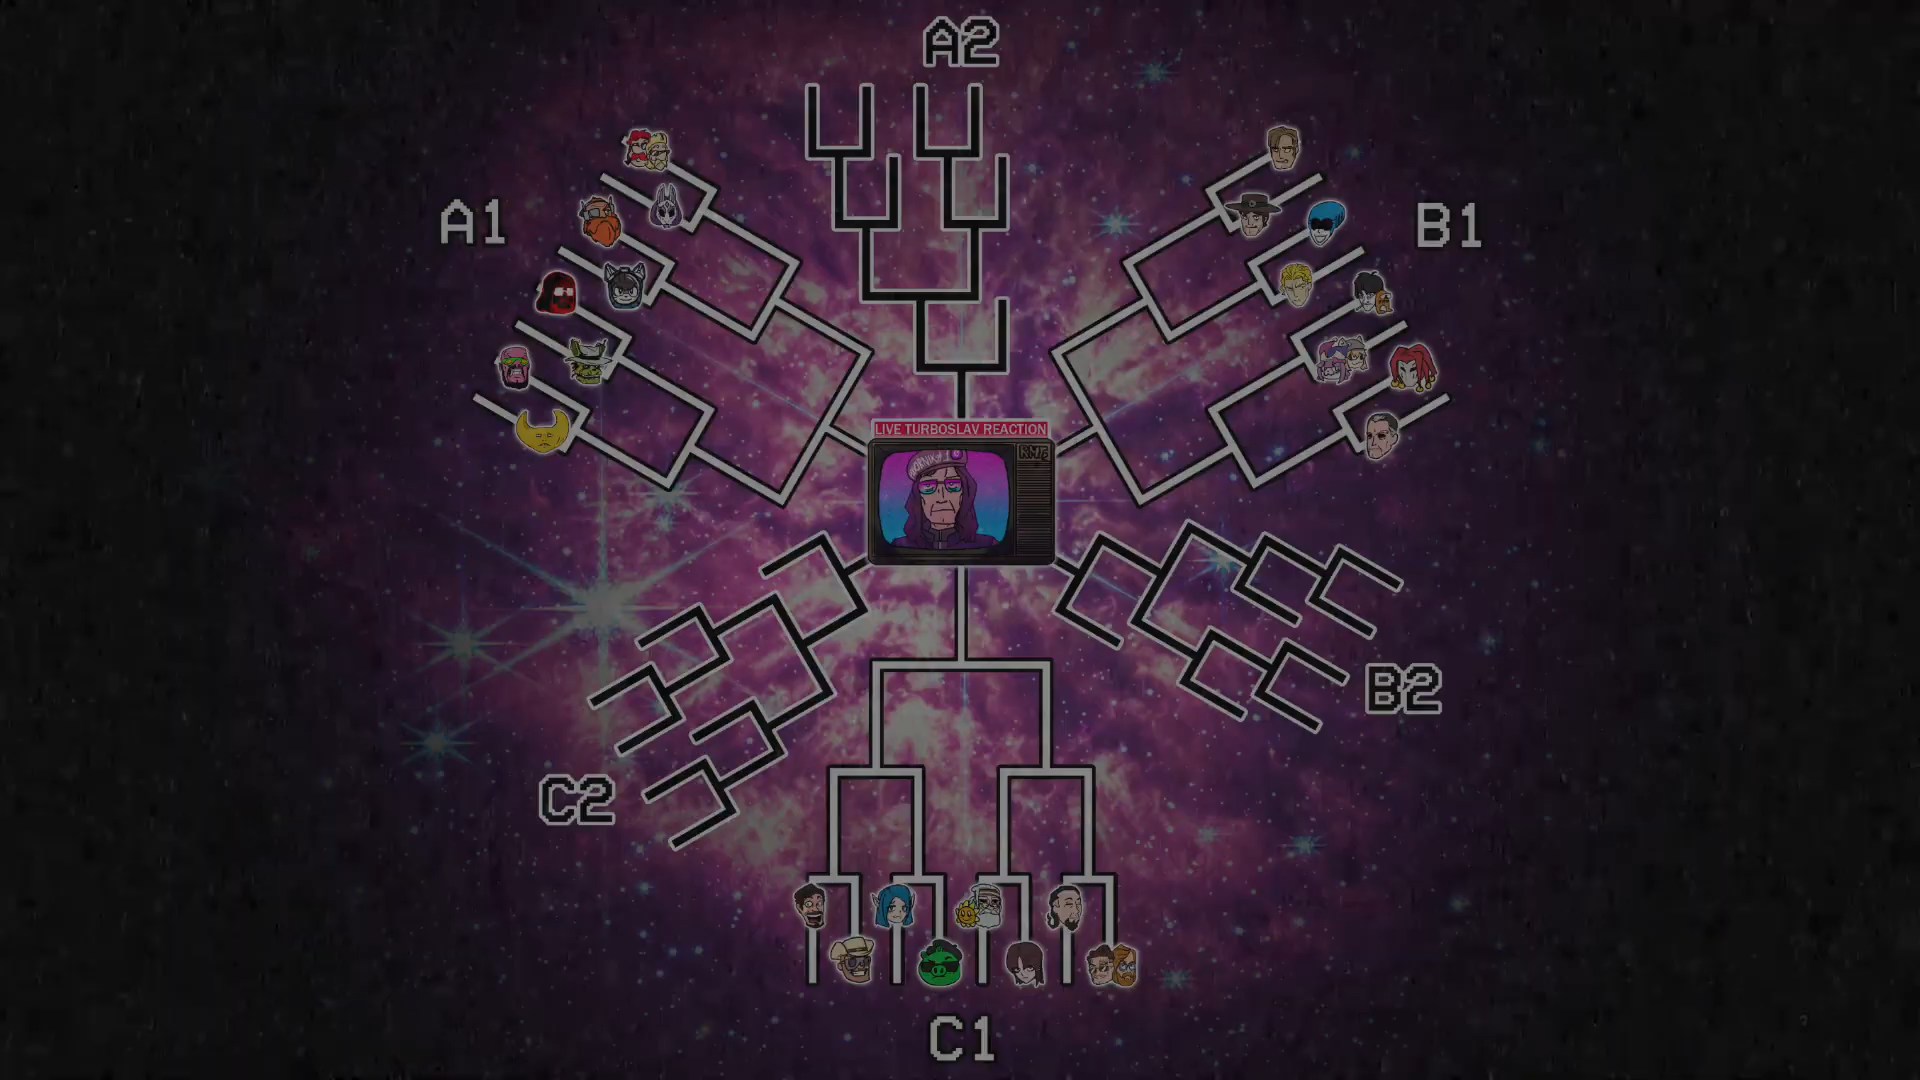 A2
A1
B1
LIVE TURBOSLAV REACTION
B2
C2
C1